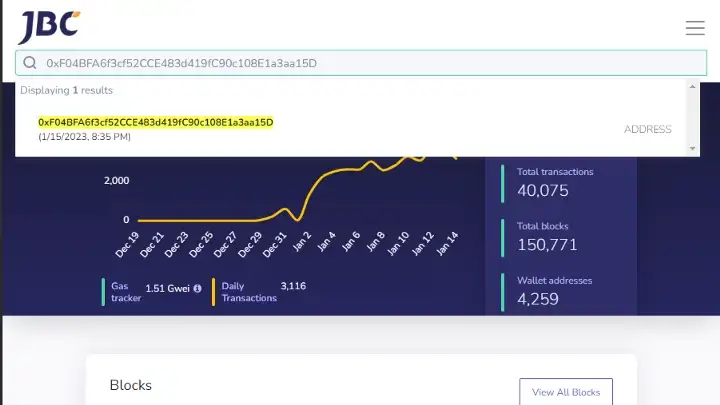 JBC
0xF04BFA6f3cf52CCE483d419fC90c108E1a3aa15D
Displaying 1 results
0xF04BFA6f3cf52CCE483d419fC90c108E1a3aa15D
(1/15/2023, 8:35 PM)
ADDRESS
2,000
0
Dec 19
Dec 21
Dec 23
Dec 25
Dec 27
Dec 29
Dec 31
Jan 2
Jan 4
Jan 6
Jan 8
Jan 10
Jan 12
Jan 14
Gas tracker
1.51 Gwei
Daily Transactions
3,116
Total transactions
40,075
Total blocks
150,771
Wallet addresses
4,259
Blocks
View All Blocks